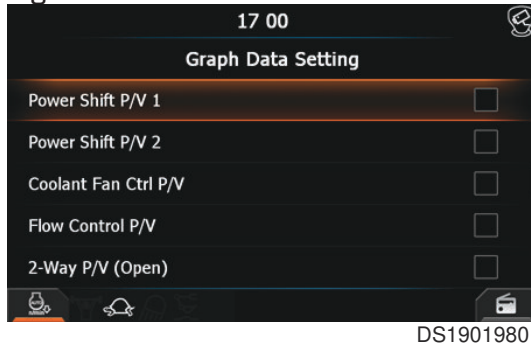 17 00
Graph Data Setting
Power Shift P/V 1
Power Shift P/V 2
Coolant Fan Ctrl P/V
Flow Control P/V
2-Way P/V (Open)
DS1901980